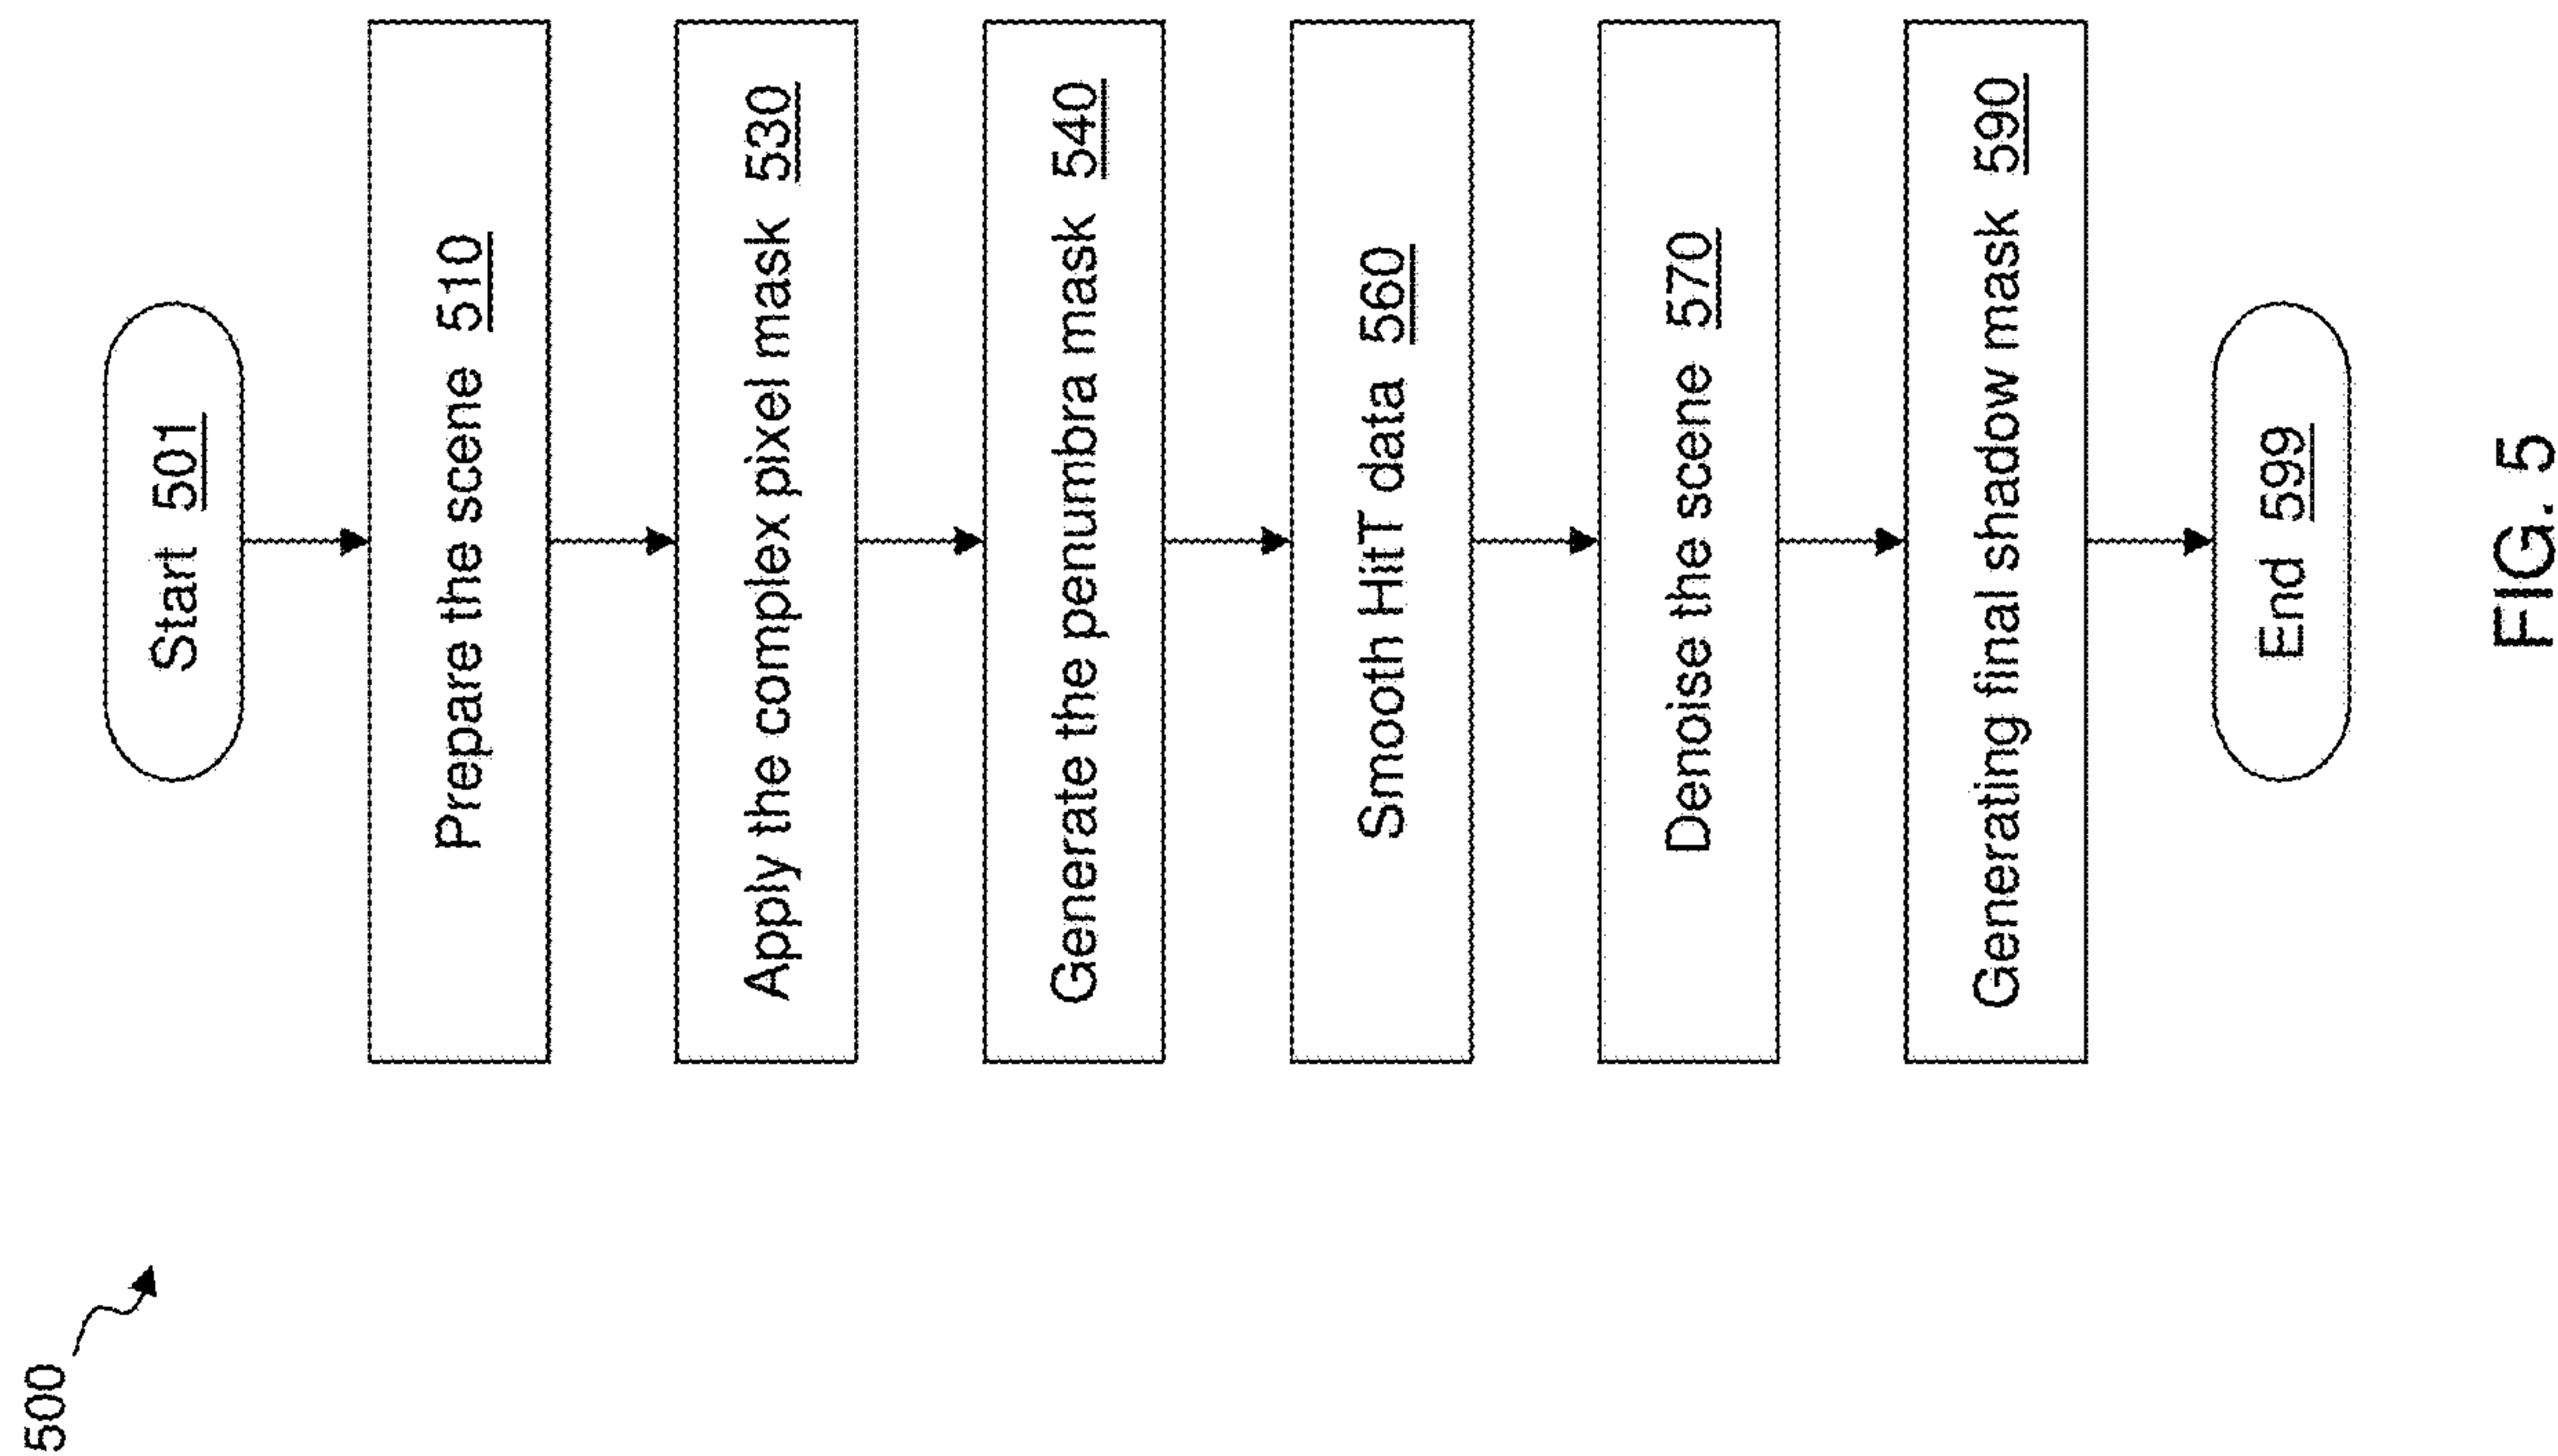 500
Start 501
Prepare the scene 510
Apply the complex pixel mask 530
Generate the penumbra mask 540
Smooth HitT data 560
Denoise the scene 570
Generating final shadow mask 590
End 599
FIG. 5